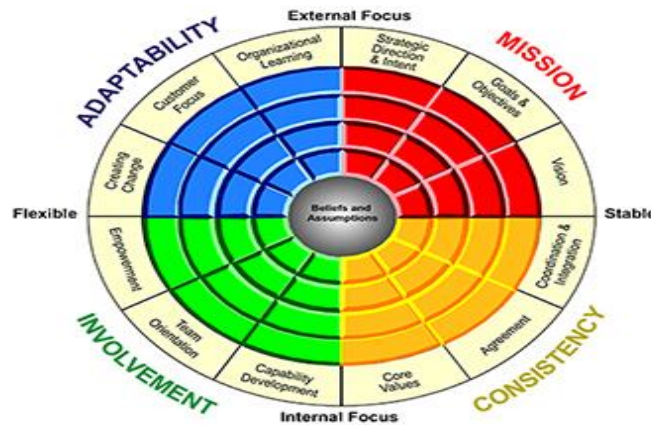 External Focus
ADAPTABILITY
MISSION
Organizational
Learning
Strategic
Direction
& Intent
Customer
Focus
Goals &
Objectives
Creating
Change
Vision
Flexible
Beliefs and
Assumptions
Stable
Empowerment
Coordination &
Integration
Team
Orientation
Agreement
Capability
Development
Core
Values
INVOLVEMENT
CONSISTENCY
Internal Focus